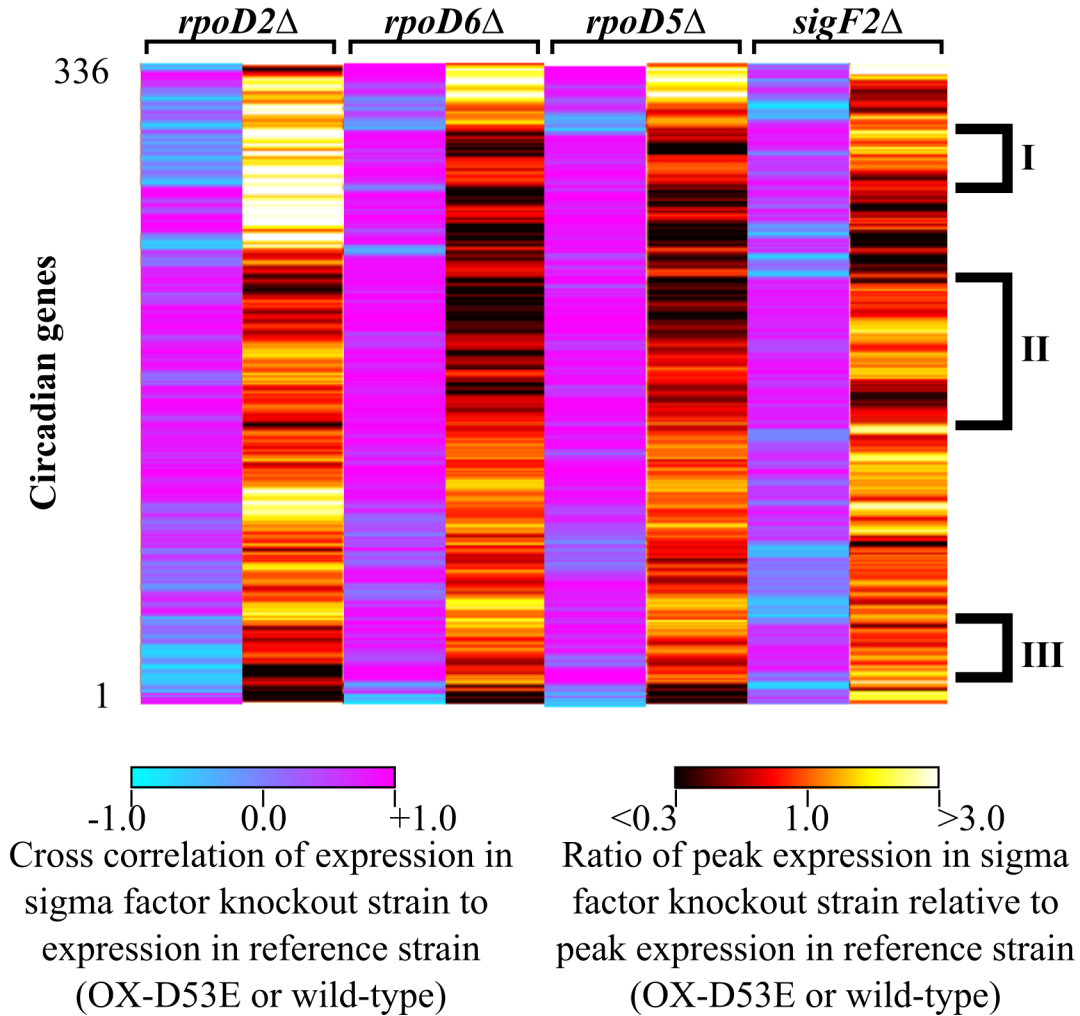 rpoD2Δ rpoD6Δ rpoD5Δ sigF2Δ
336
I
Circadian genes
II
III
1
-1.0 0.0 +1.0 <0.3 1.0 >3.0
Cross correlation of expression in
sigma factor knockout strain to
expression in reference strain
(OX-D53E or wild-type)
Ratio of peak expression in sigma
factor knockout strain relative to
peak expression in reference strain
(OX-D53E or wild-type)